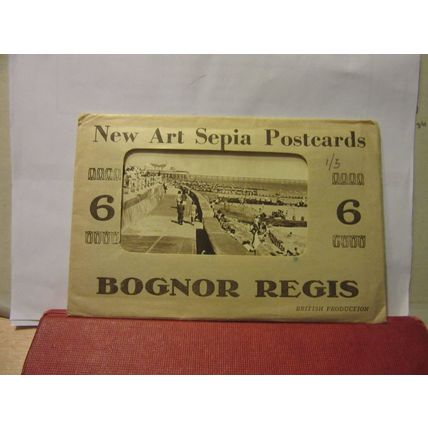 New Art Sepia Postcards
1/3
6
6
BOGNOR REGIS
BRITISH PRODUCTION